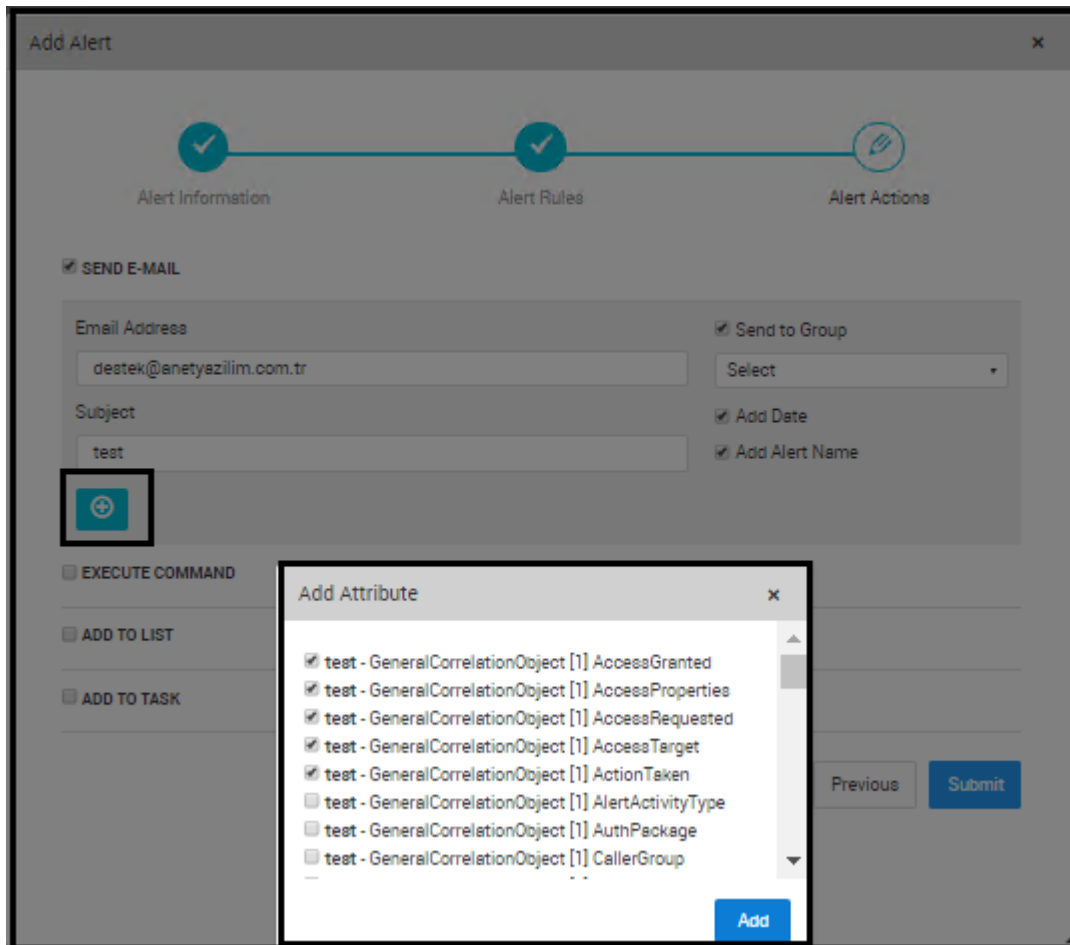 Add Alert
Alert Information
Alert Rules
Alert Actions
SEND E-MAIL
Email Address
Send to Group
destek@anetyazilim.com.tr
Select
Subject
Add Date
test
Add Alert Name
EXECUTE COMMAND
ADD TO LIST
ADD TO TASK
Add Attribute
test - GeneralCorrelationObject [1] AccessGranted
test - GeneralCorrelationObject [1] AccessProperties
test - GeneralCorrelationObject [1] AccessRequested
test - GeneralCorrelationObject [1] AccessTarget
test - GeneralCorrelationObject [1] ActionTaken
test - GeneralCorrelationObject [1] AlertActivityType
test - GeneralCorrelationObject [1] AuthPackage
test - GeneralCorrelationObject [1] CallerGroup
Previous
Submit
Add